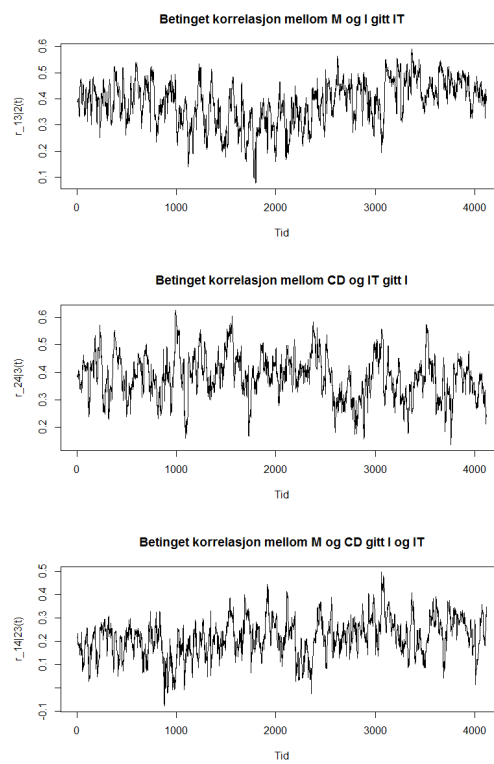 Betinget korrelasjon mellom M og I gitt IT
r_13|2(t)
0.6
0.5
0.4
0.3
0.2
0.1
0 1000 2000 3000 4000
Tid
Betinget korrelasjon mellom CD og IT gitt I
r_24|3(t)
0.6
0.5
0.4
0.3
0.2
0 1000 2000 3000 4000
Tid
Betinget korrelasjon mellom M og CD gitt I og IT
r_14|23(t)
0.5
0.4
0.3
0.2
0.1
-0.1
0 1000 2000 3000 4000
Tid